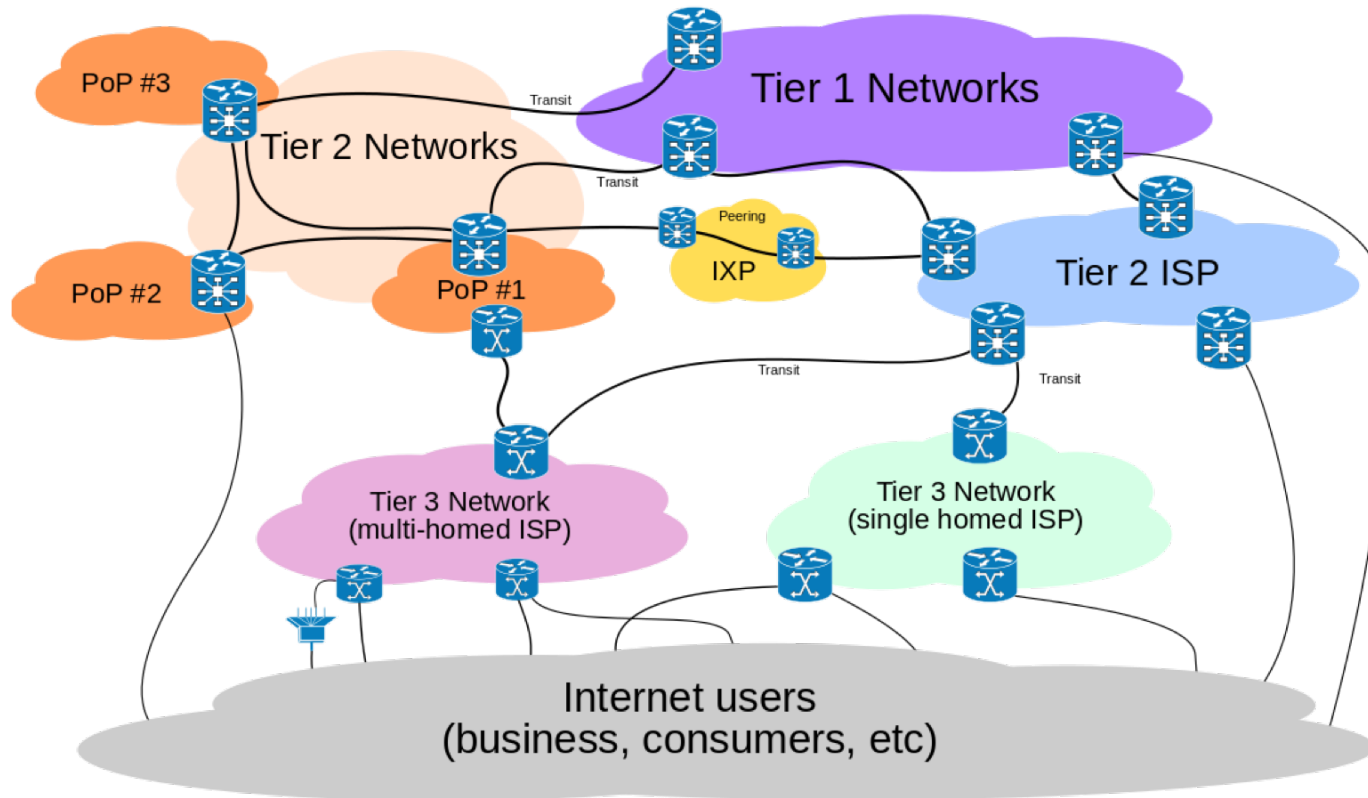 PoP #3
Transit
Tier 1 Networks
Tier 2 Networks
Transit
Peering
IXP
Tier 2 ISP
PoP #2
PoP #1
Transit
Transit
Tier 3 Network
(multi-homed ISP)
Tier 3 Network
(single homed ISP)
Internet users
(business, consumers, etc)